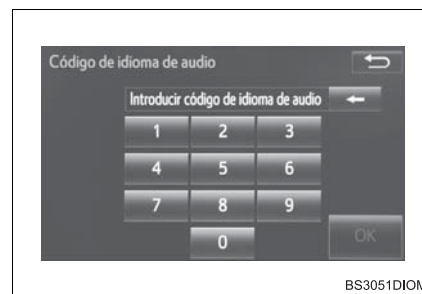 Código de idioma de audio
Introducir código de idioma de audio
1 2 3
4 5 6
7 8 9
0 OK
BS3051DIOM